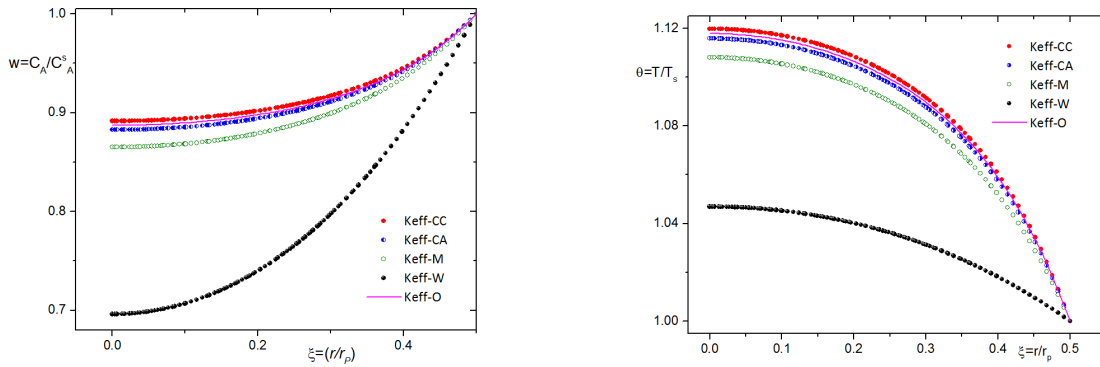 1.0
w=C_A/C^s_A
0.9
0.8
0.7
0.0
0.2
0.4
ξ=(r/r_P)
Keff-CC
Keff-CA
Keff-M
Keff-W
Keff-O
1.12
θ=T/T_s
1.08
1.04
1.00
0.0
0.1
0.2
0.3
0.4
0.5
ξ=r/r_p
Keff-CC
Keff-CA
Keff-M
Keff-W
Keff-O